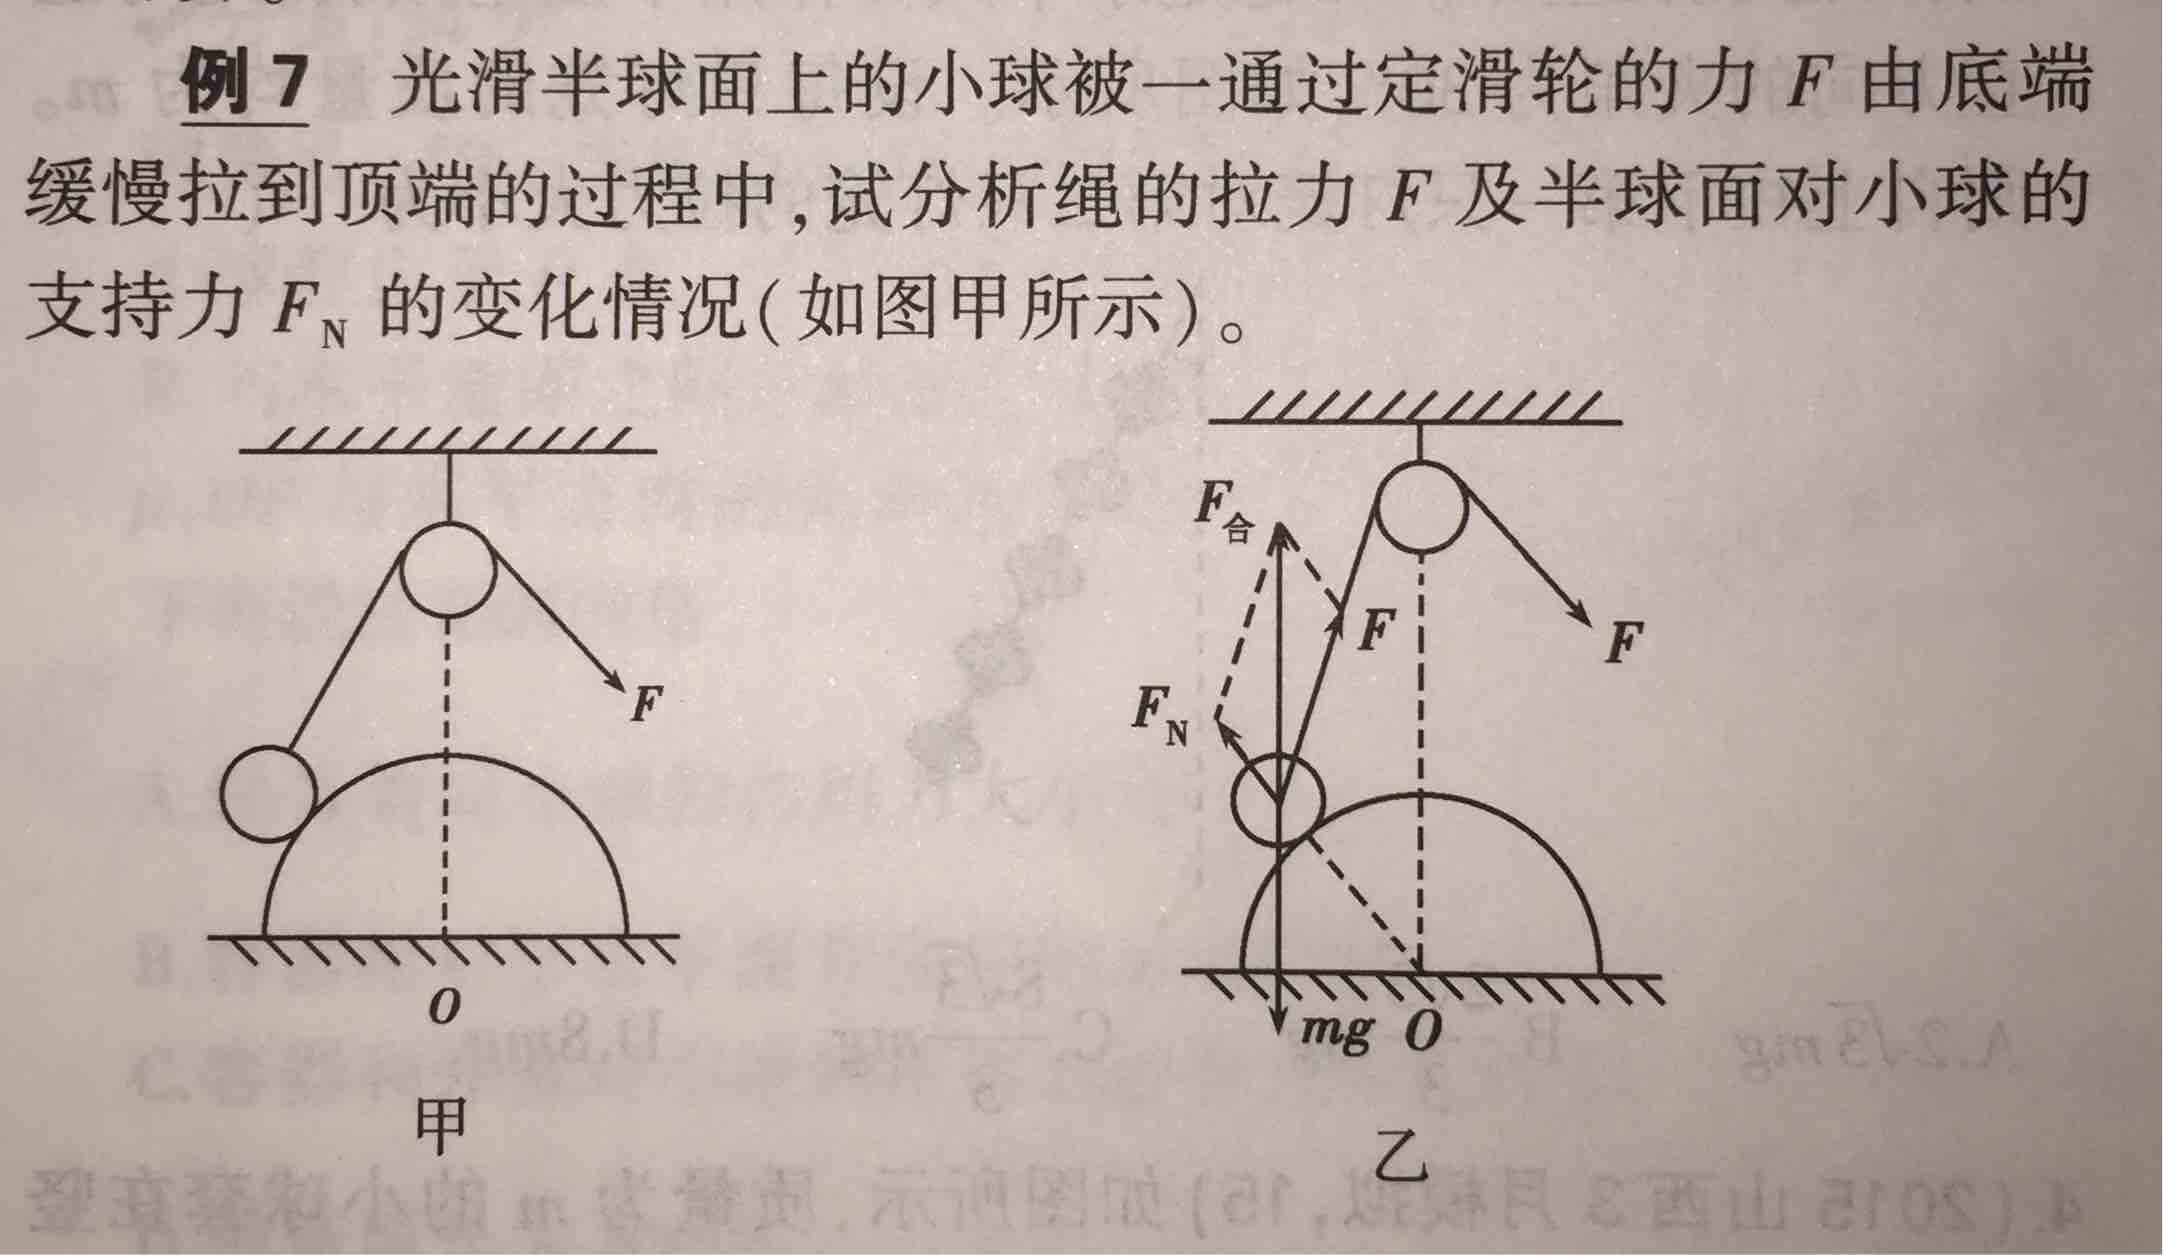 例 7 光滑半球面上的小球被一通过定滑轮的力 F 由底端
缓慢拉到顶端的过程中,试分析绳的拉力 F 及半球面对小球的
支持力 FN 的变化情况(如图甲所示)。
F
O
甲
F合
F
F
FN
mg O
乙